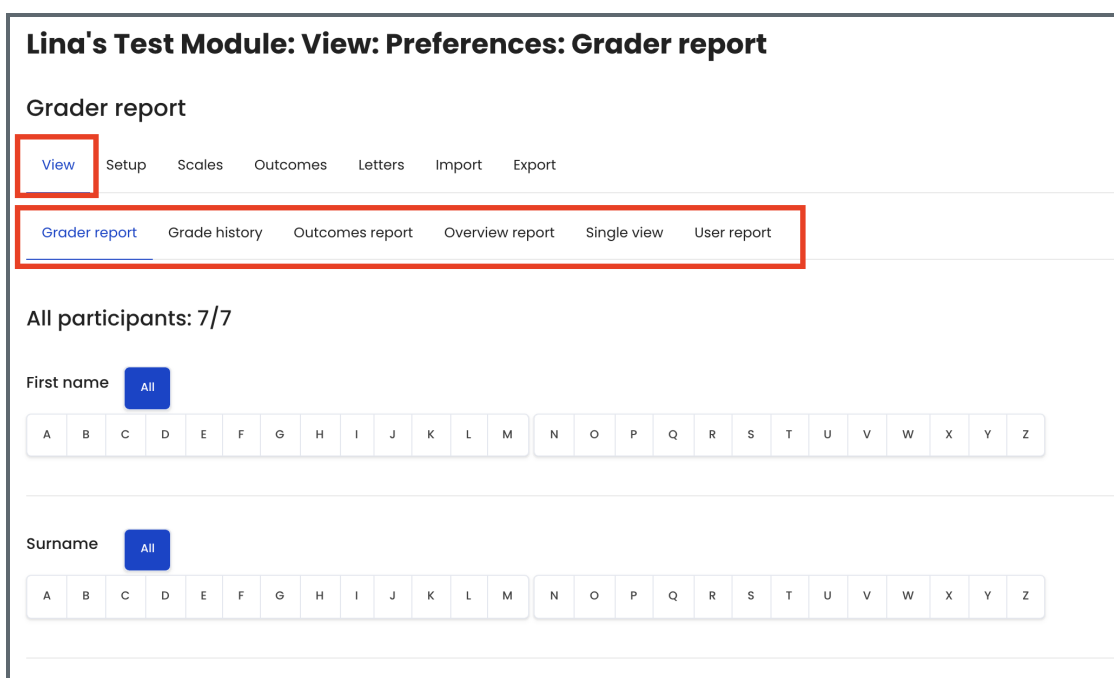 Lina's Test Module: View: Preferences: Grader report
Grader report
View Setup Scales Outcomes Letters Import Export
Grader report Grade history Outcomes report Overview report Single view User report
All participants: 7/7
First name All
A B C D E F G H I J K L M N O P Q R S T U V W X Y Z
Surname All
A B C D E F G H I J K L M N O P Q R S T U V W X Y Z